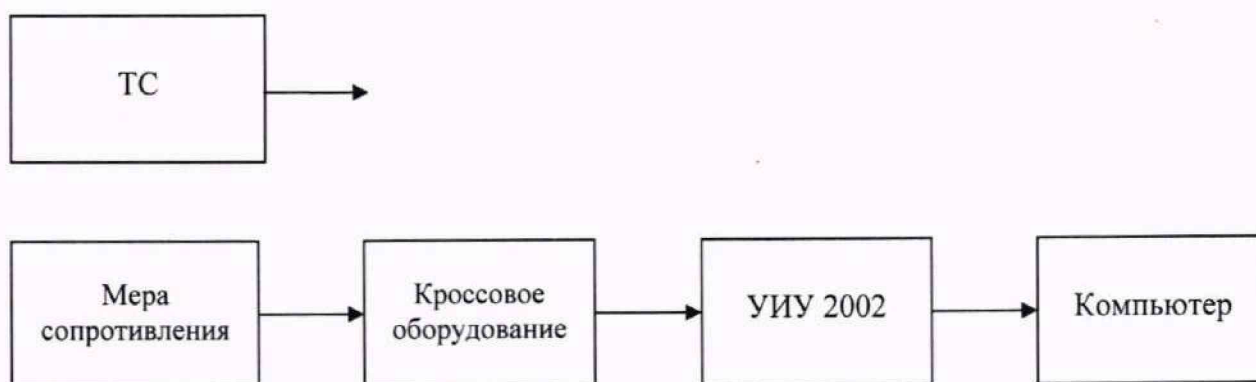 ТС
Мера
сопротивления
Кроссовое
оборудование
УИУ 2002
Компьютер